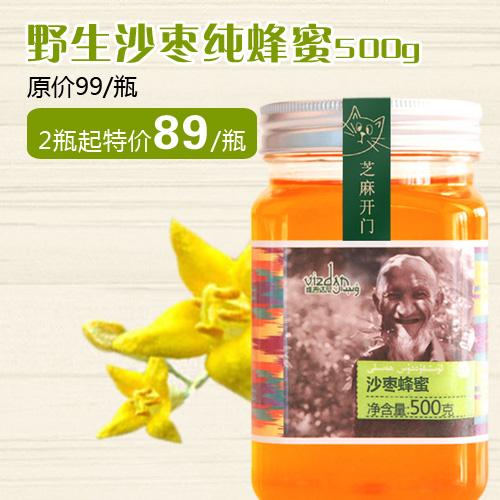 野生沙枣纯蜂蜜500g
原价99/瓶
2瓶起特价89/瓶
芝麻开门
vizdan
沙枣蜂蜜
净含量:500克